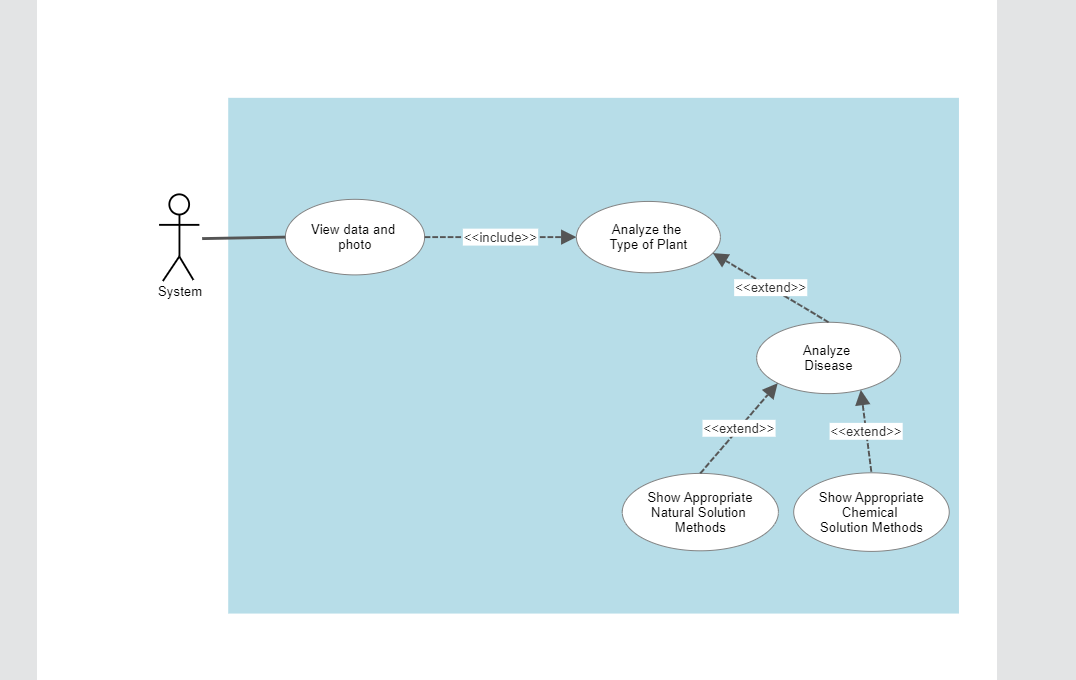 View data and
photo
<<include>>
Analyze the
Type of Plant
System
<<extend>>
Analyze
Disease
<<extend>>
<<extend>>
Show Appropriate
Natural Solution
Methods
Show Appropriate
Chemical
Solution Methods